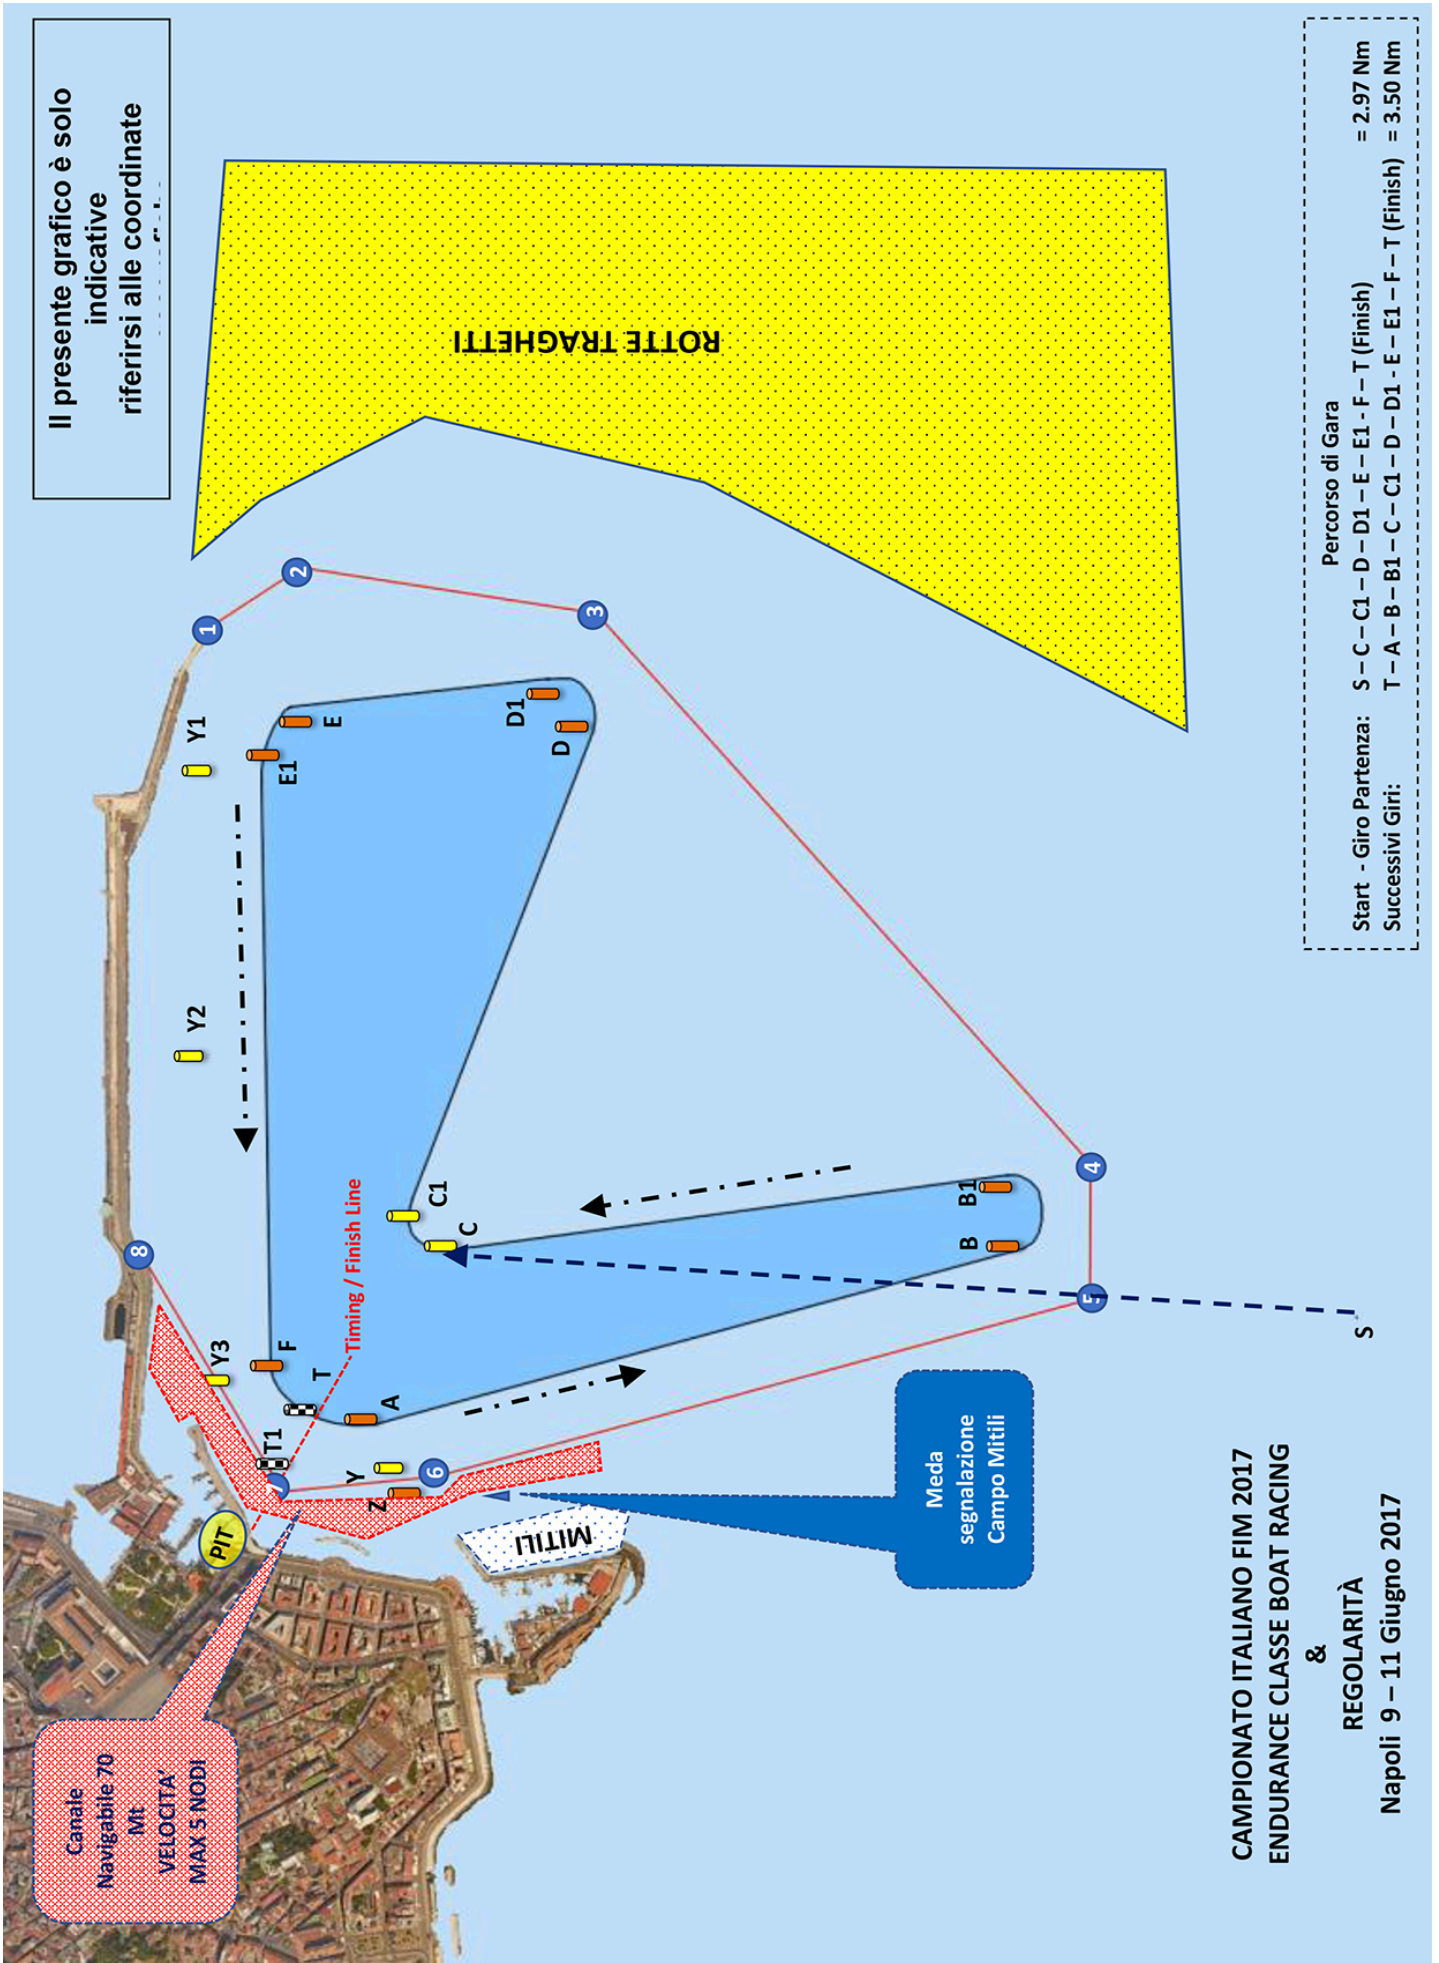 Il presente grafico è solo
indicative
riferirsi alle coordinate
Canale
Navigabile 70
Mt
VELOCITA'
MAX 5 NODI
PIT
8
Y3
Y2
Y1
1
2
3
4
5
6
T1
T
F
E1
E
D1
D
C1
C
B1
B
A
Y
Z
S
Timing / Finish Line
ROTTE TRAGHETTI
MITILI
Meda
segnalazione
Campo Mitili
CAMPIONATO ITALIANO FIM 2017
ENDURANCE CLASSE BOAT RACING
&
REGOLARITÀ
Napoli 9 – 11 Giugno 2017
Percorso di Gara
Start - Giro Partenza: S – C – C1 – D – D1 – E – E1 - F – T (Finish) = 2.97 Nm
Successivi Giri: T – A – B – B1 – C – C1 – D – D1 - E – E1 – F – T (Finish) = 3.50 Nm